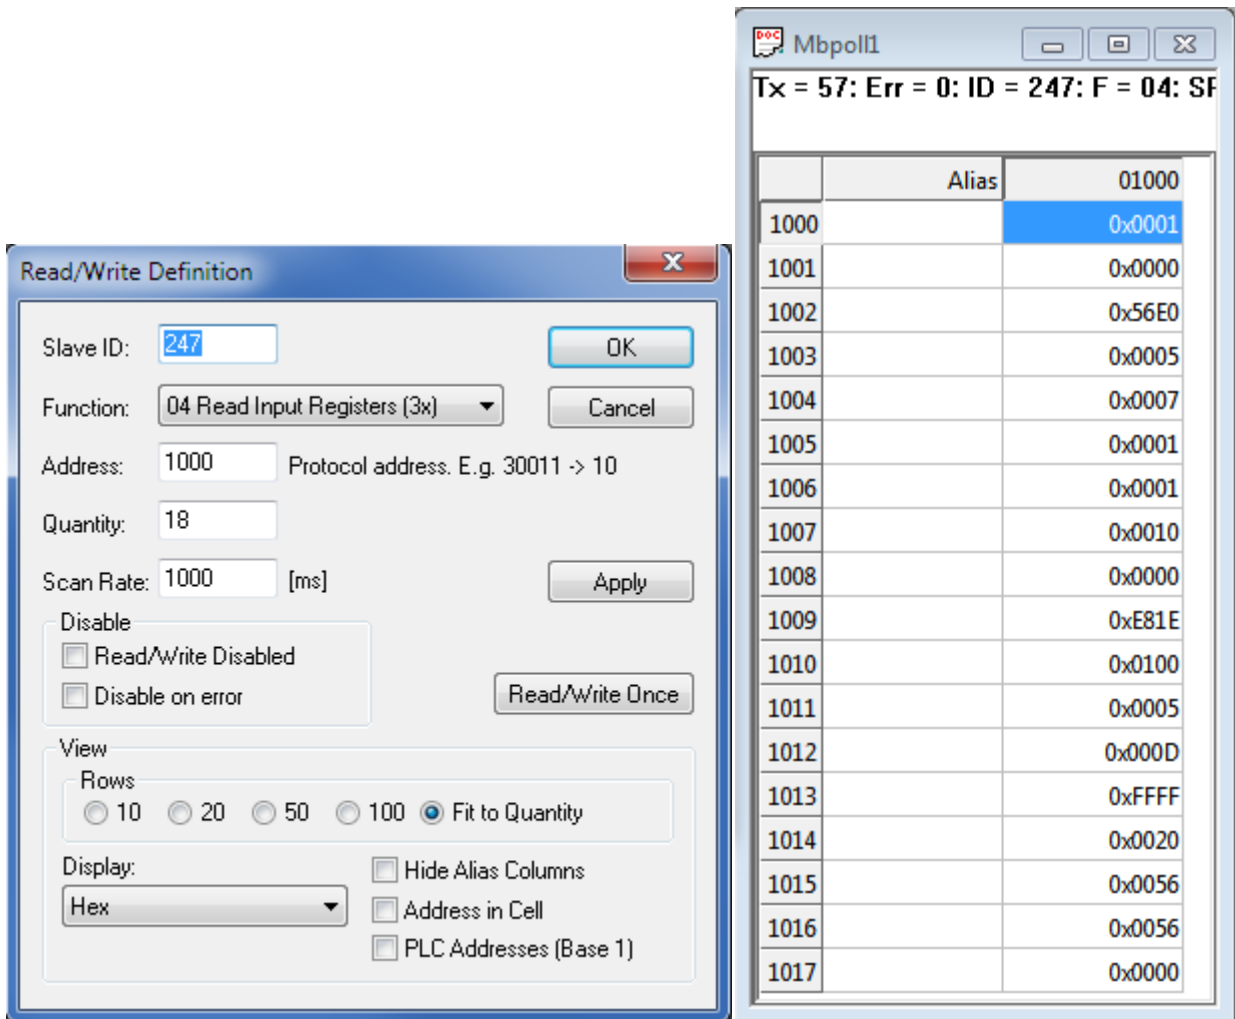 Read/Write Definition
Slave ID: 247
OK
Function: 04 Read Input Registers (3x)
Cancel
Address: 1000 Protocol address. E.g. 30011 -> 10
Quantity: 18
Scan Rate: 1000 [ms]
Apply
Disable
Read/Write Disabled
Disable on error
Read/Write Once
View
Rows
10 20 50 100 Fit to Quantity
Display:
Hex
Hide Alias Columns
Address in Cell
PLC Addresses (Base 1)
DOC
Mbpoll1
Tx = 57: Err = 0: ID = 247: F = 04: SF
Alias 01000
1000 0x0001
1001 0x0000
1002 0x56E0
1003 0x0005
1004 0x0007
1005 0x0001
1006 0x0001
1007 0x0010
1008 0x0000
1009 0xE81E
1010 0x0100
1011 0x0005
1012 0x000D
1013 0xFFFF
1014 0x0020
1015 0x0056
1016 0x0056
1017 0x0000